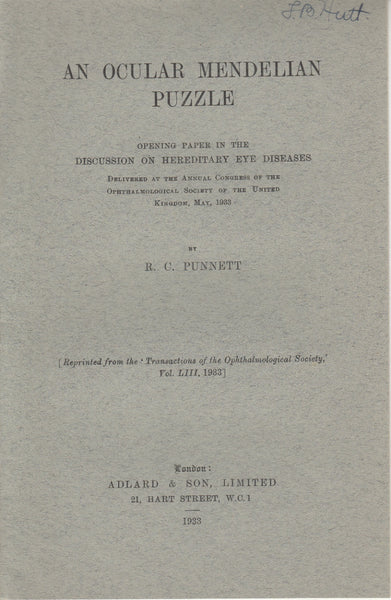 F.B. Hutt.
AN OCULAR MENDELIAN
PUZZLE
OPENING PAPER IN THE
DISCUSSION ON HEREDITARY EYE DISEASES
DELIVERED AT THE ANNUAL CONGRESS OF THE
OPHTHALMOLOGICAL SOCIETY OF THE UNITED
KINGDOM, MAY, 1933
BY
R. C. PUNNETT
[Reprinted from the 'Transactions of the Ophthalmological Society,'
Vol. LIII, 1933]
London:
ADLARD & SON, LIMITED
21, HART STREET, W.C.1
1933